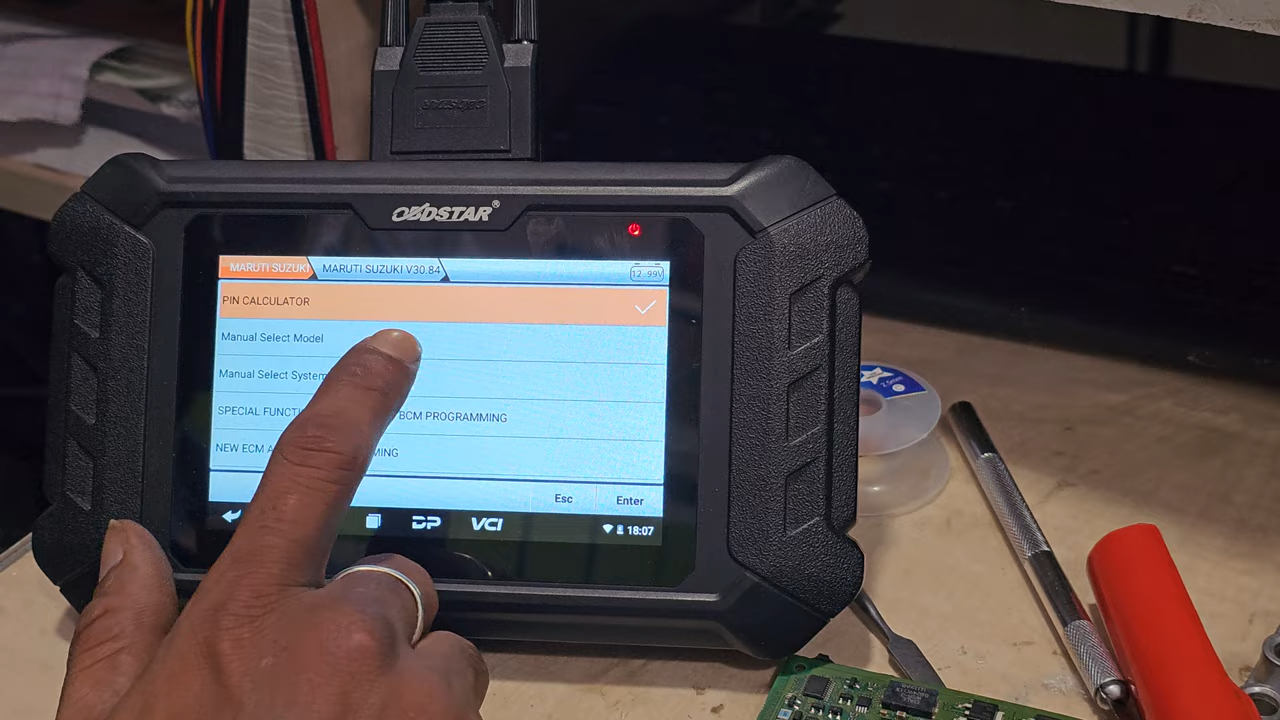 OBDSTAR®
MARUTI SUZUKI MARUTI SUZUKI V30.84 12.99V
PIN CALCULATOR
Manual Select Model
Manual Select System
SPECIAL FUNCTI BCM PROGRAMMING
NEW ECM A MING
Esc Enter
DP VCI 18:07